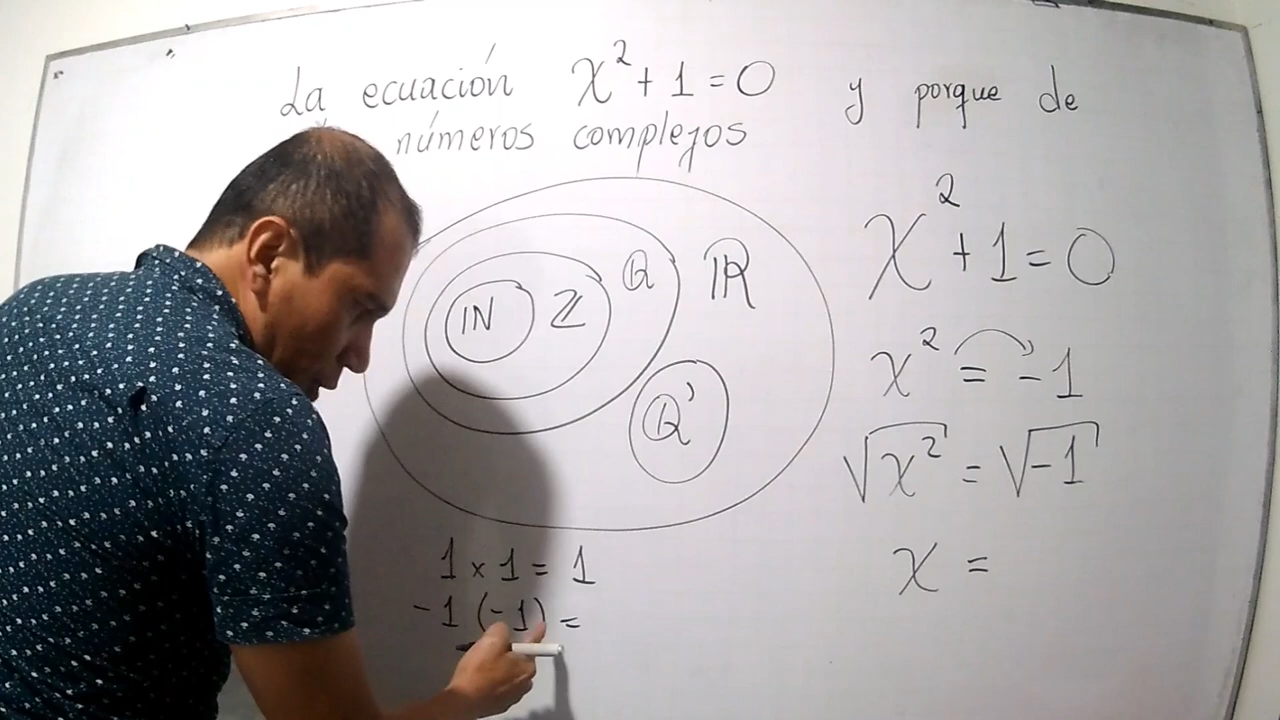 La ecuación x² + 1 = 0 y porque de
números complejos
IN Z Q IR
Q'
x² + 1 = 0
x² = -1
√x² = √-1
x =
1 × 1 = 1
-1 (-1) =